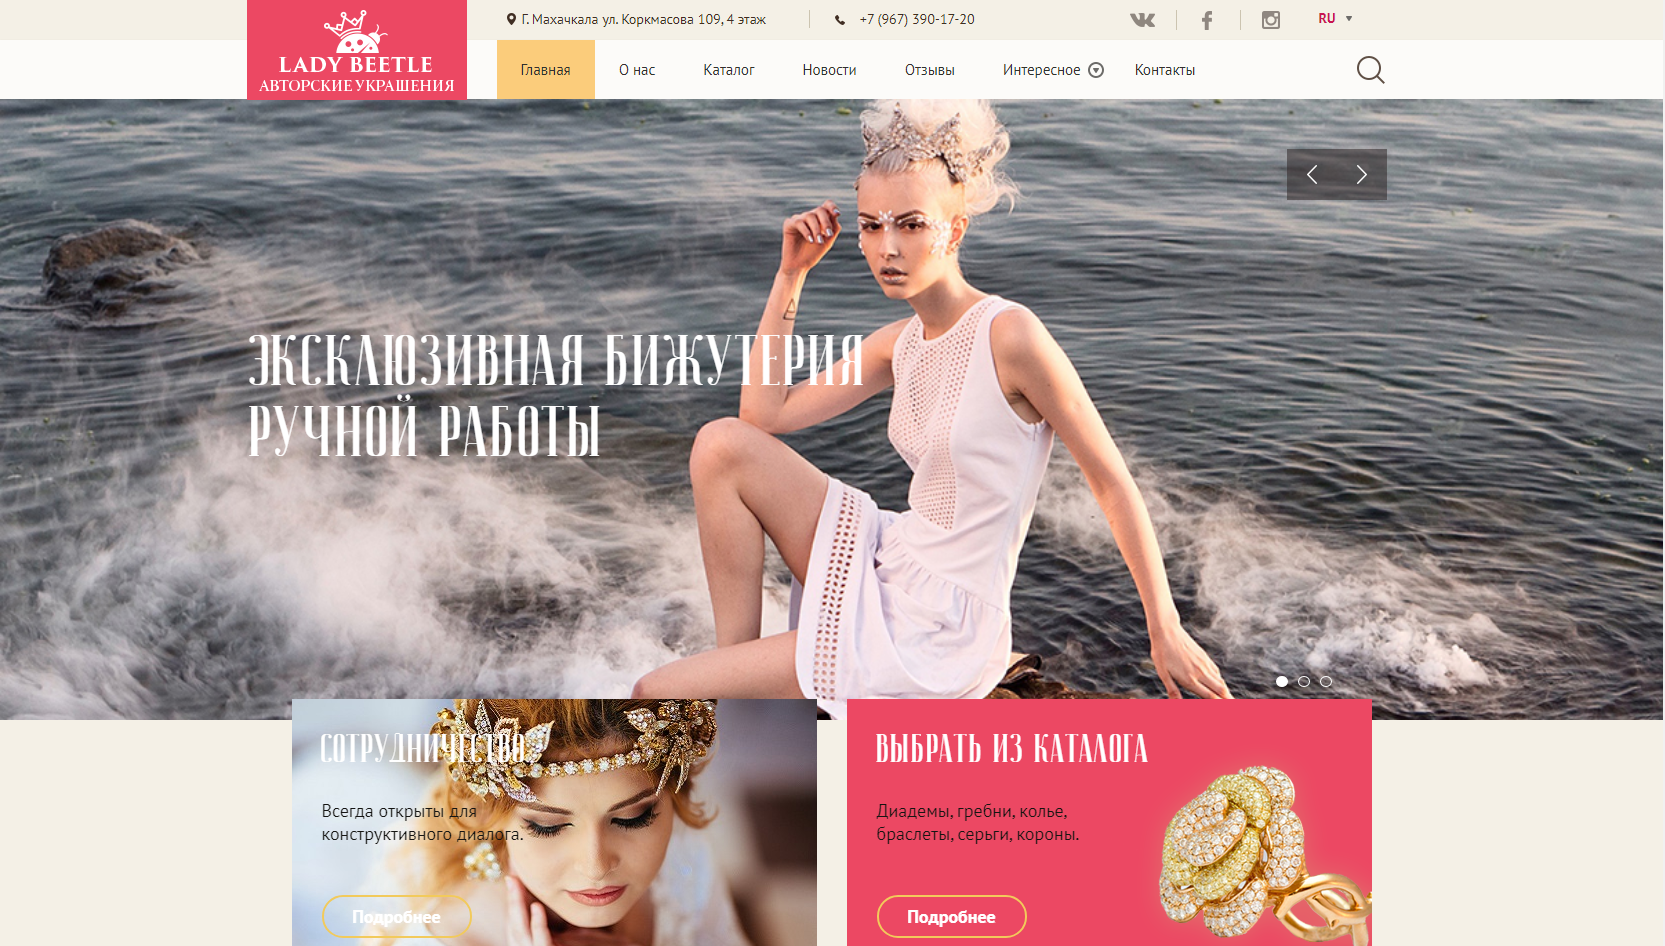 LADY BEETLE
АВТОРСКИЕ УКРАШЕНИЯ
Г. Махачкала ул. Коркмасова 109, 4 этаж
+7 (967) 390-17-20
RU
Главная О нас Каталог Новости Отзывы Интересное Контакты
ЭКСКЛЮЗИВНАЯ БИЖУТЕРИЯ
РУЧНОЙ РАБОТЫ
СОТРУДНИЧЕСТВО
Всегда открыты для
конструктивного диалога.
Подробнее
ВЫБРАТЬ ИЗ КАТАЛОГА
Диадемы, гребни, колье,
браслеты, серьги, короны.
Подробнее